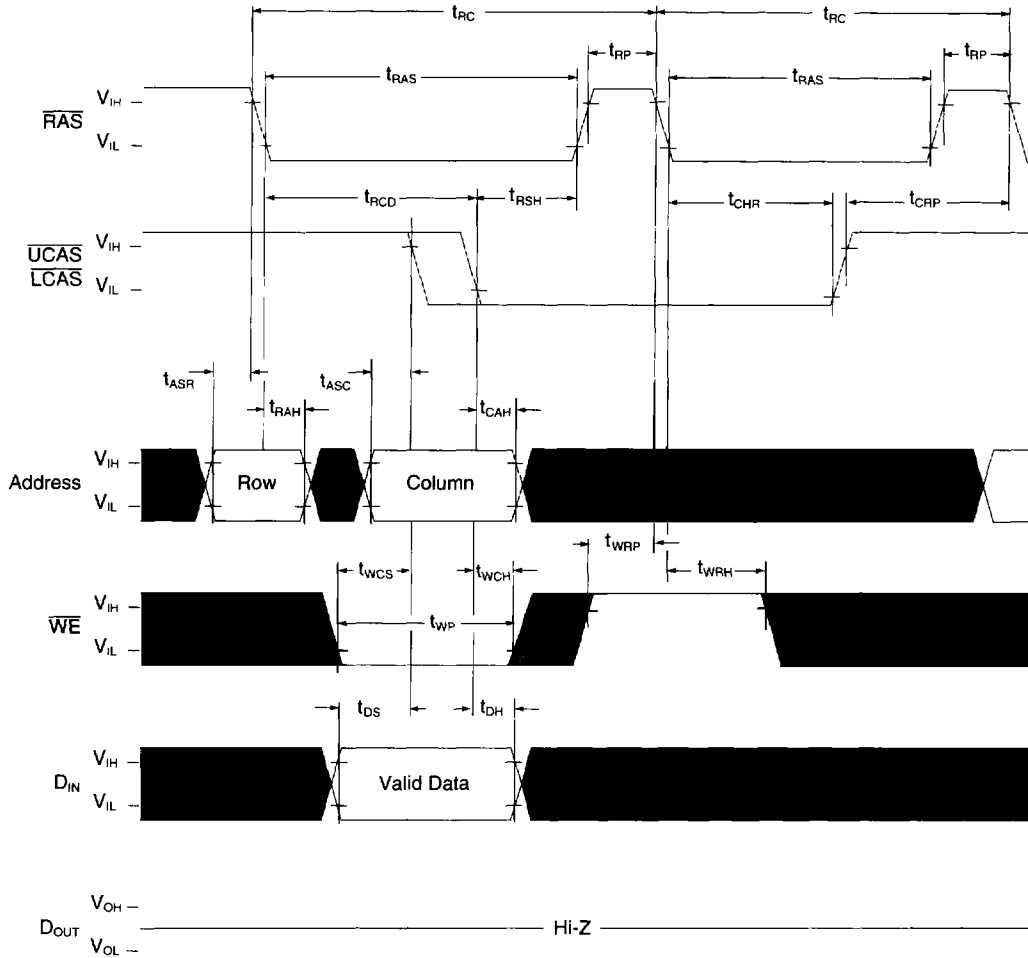 tRC tRC
tRP tRP
tRAS tRAS
VIH
RAS
VIL
tRCD tRSH tCHR tCRP
UCAS VIH
LCAS VIL
tASR tASC
tRAH tCAH
VIH
Address Row Column
VIL
tWRP
tWCS tWCH tWRH
VIH
WE tWP
VIL
tDS tDH
VIH
DIN Valid Data
VIL
VOH
DOUT Hi-Z
VOL